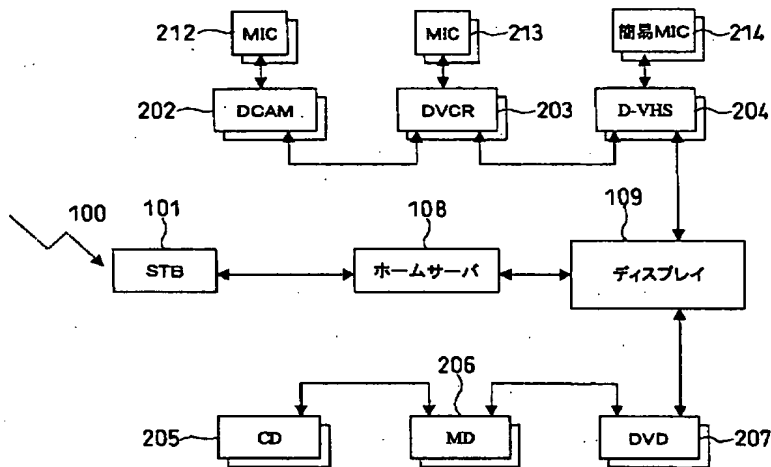 212
MIC
MIC
213
簡易MIC
214
202
DCAM
DVCR
203
D-VHS
204
100
101
108
109
STB
ホームサーバ
ディスプレイ
206
205
CD
MD
DVD
207